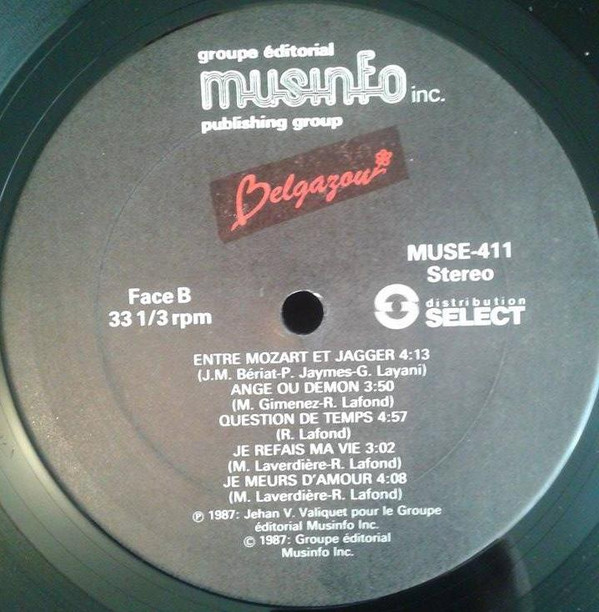 groupe éditorial
musinfo inc.
publishing group
Belgazou
MUSE-411
Stereo
Face B
33 1/3 rpm
distribution
SELECT
ENTRE MOZART ET JAGGER 4:13
(J.M. Bériat-P. Jaymes-G. Layani)
ANGE OU DEMON 3:50
(M. Gimenez-R. Lafond)
QUESTION DE TEMPS 4:57
(R. Lafond)
JE REFAIS MA VIE 3:02
(M. Laverdière-R. Lafond)
JE MEURS D'AMOUR 4:08
(M. Laverdière-R. Lafond)
℗ 1987: Jehan V. Valiquet pour le Groupe
éditorial Musinfo Inc.
© 1987: Groupe éditorial
Musinfo Inc.